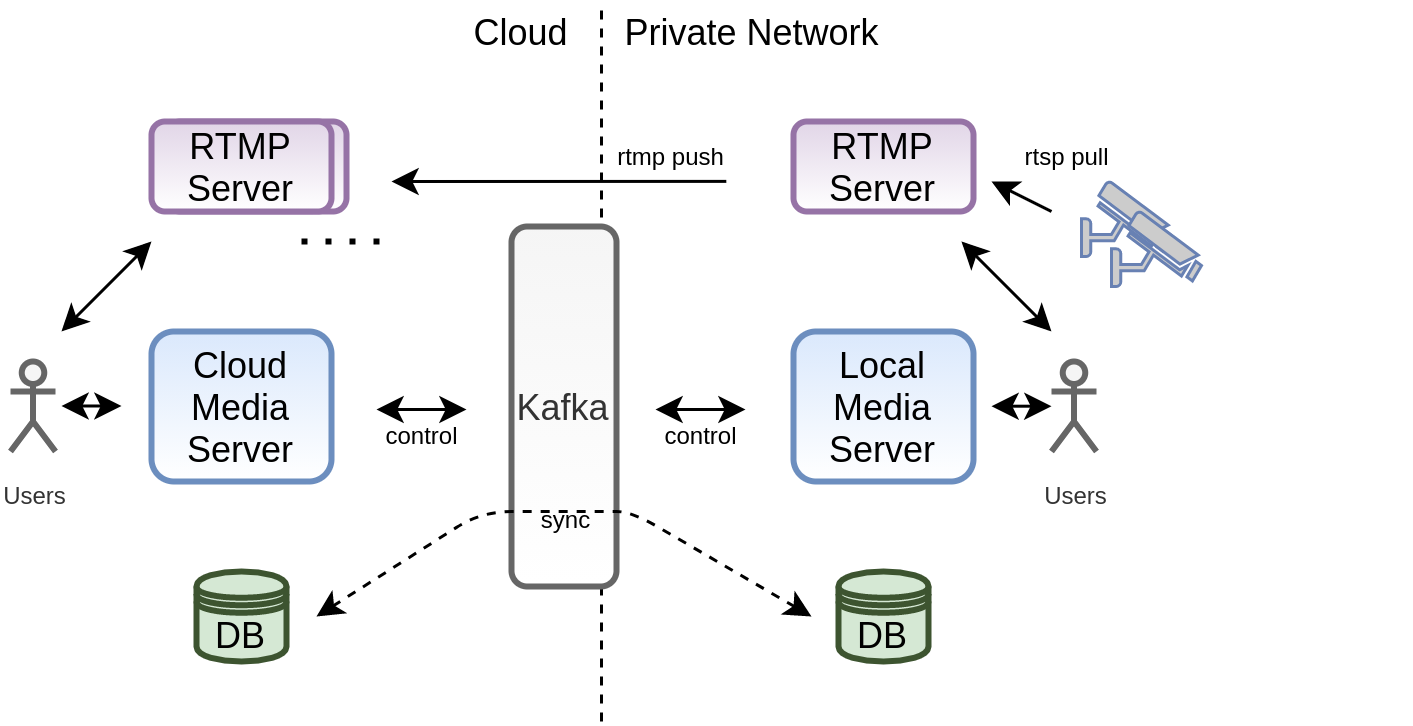 Cloud
Private Network
RTMP
Server
rtmp push
RTMP
Server
rtsp pull
Cloud
Media
Server
control
Kafka
control
Local
Media
Server
Users
Users
sync
DB
DB